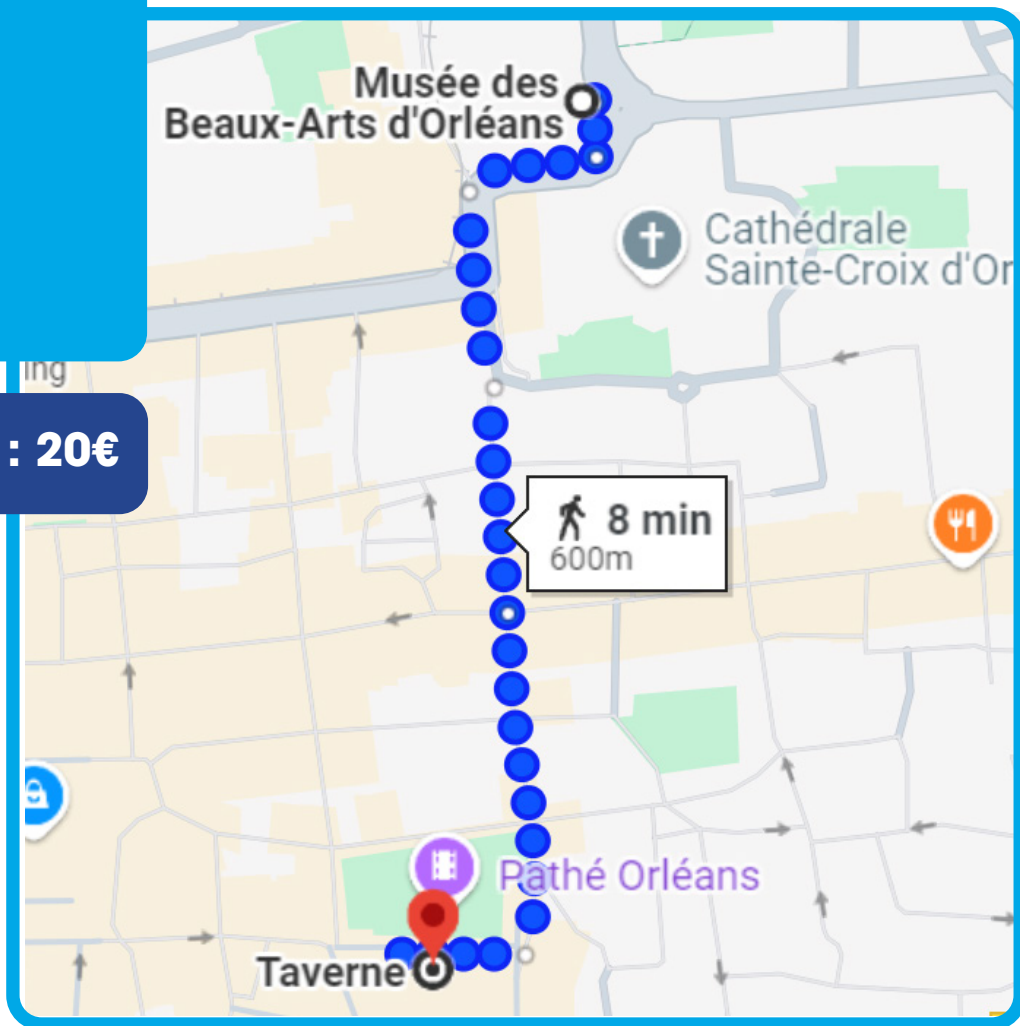 Musée des
Beaux-Arts d'Orléans
Cathédrale
Sainte-Croix d'Or
ing
: 20€
8 min
600m
Pathé Orléans
Taverne